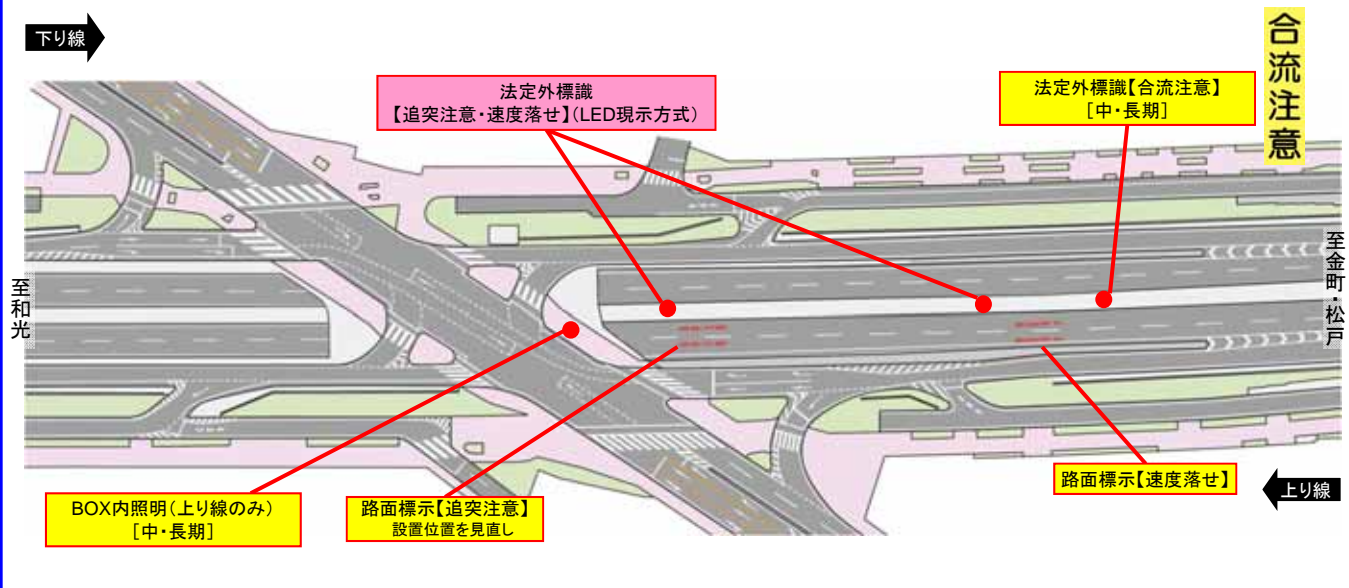 下り線
合流注意
法定外標識
【追突注意・速度落せ】(LED現示方式)
法定外標識【合流注意】
[中・長期]
至和光
至金町・松戸
BOX内照明(上り線のみ)
[中・長期]
路面標示【追突注意】
設置位置を見直し
路面標示【速度落せ】
上り線